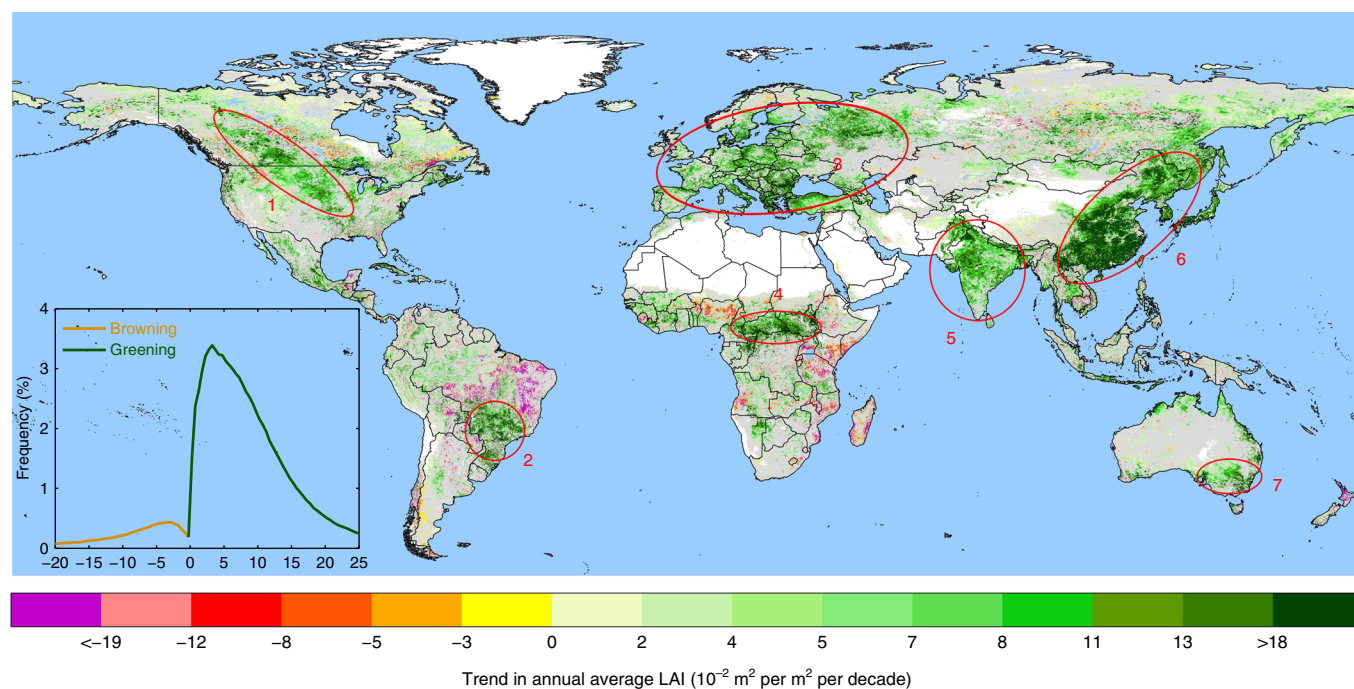 1
2
3
4
5
6
7
Browning
Greening
Frequency (%)
4
3
2
1
0
−20 −15 −10 −5 0 5 10 15 20 25
<−19 −12 −8 −5 −3 0 2 4 5 7 8 11 13 >18
Trend in annual average LAI (10⁻² m² per m² per decade)